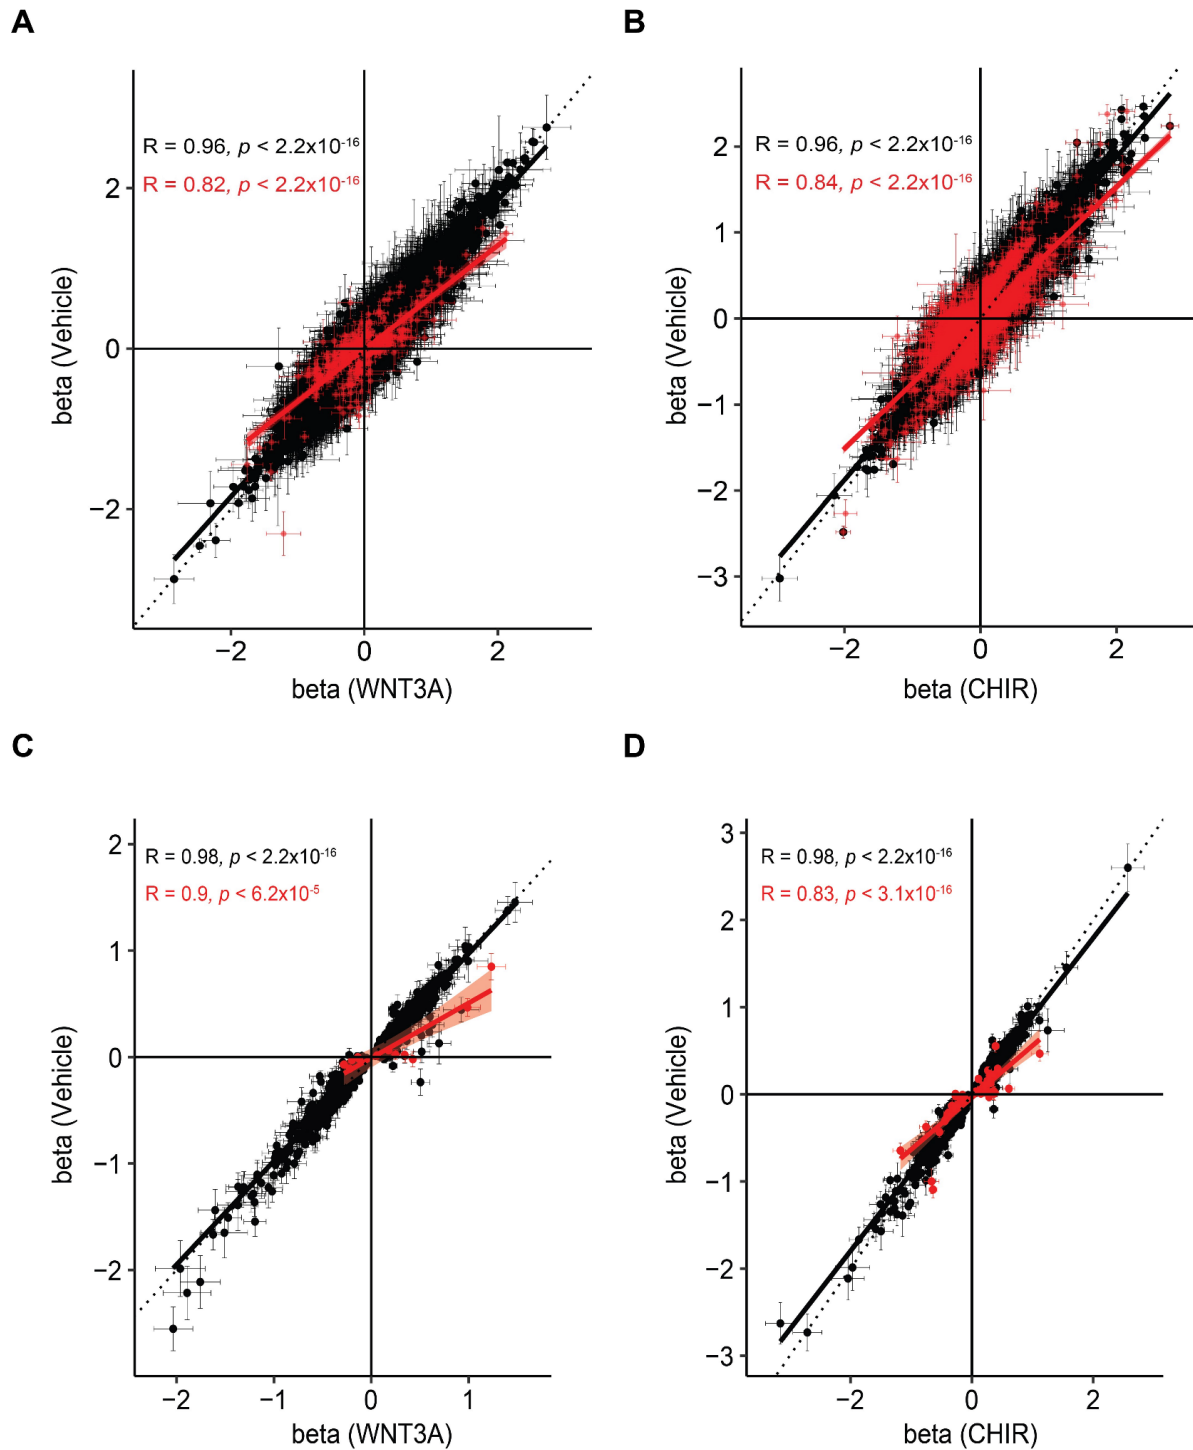 A
R = 0.96, p < 2.2x10⁻¹⁶
R = 0.82, p < 2.2x10⁻¹⁶
2
0
−2
beta (Vehicle)
−2 0 2
beta (WNT3A)
B
R = 0.96, p < 2.2x10⁻¹⁶
R = 0.84, p < 2.2x10⁻¹⁶
2
1
0
−1
−2
−3
beta (Vehicle)
−2 0 2
beta (CHIR)
C
R = 0.98, p < 2.2x10⁻¹⁶
R = 0.9, p < 6.2x10⁻⁵
2
1
0
−1
−2
beta (Vehicle)
−2 −1 0 1
beta (WNT3A)
D
R = 0.98, p < 2.2x10⁻¹⁶
R = 0.83, p < 3.1x10⁻¹⁶
3
2
1
0
−1
−2
−3
beta (Vehicle)
−2 0 2
beta (CHIR)